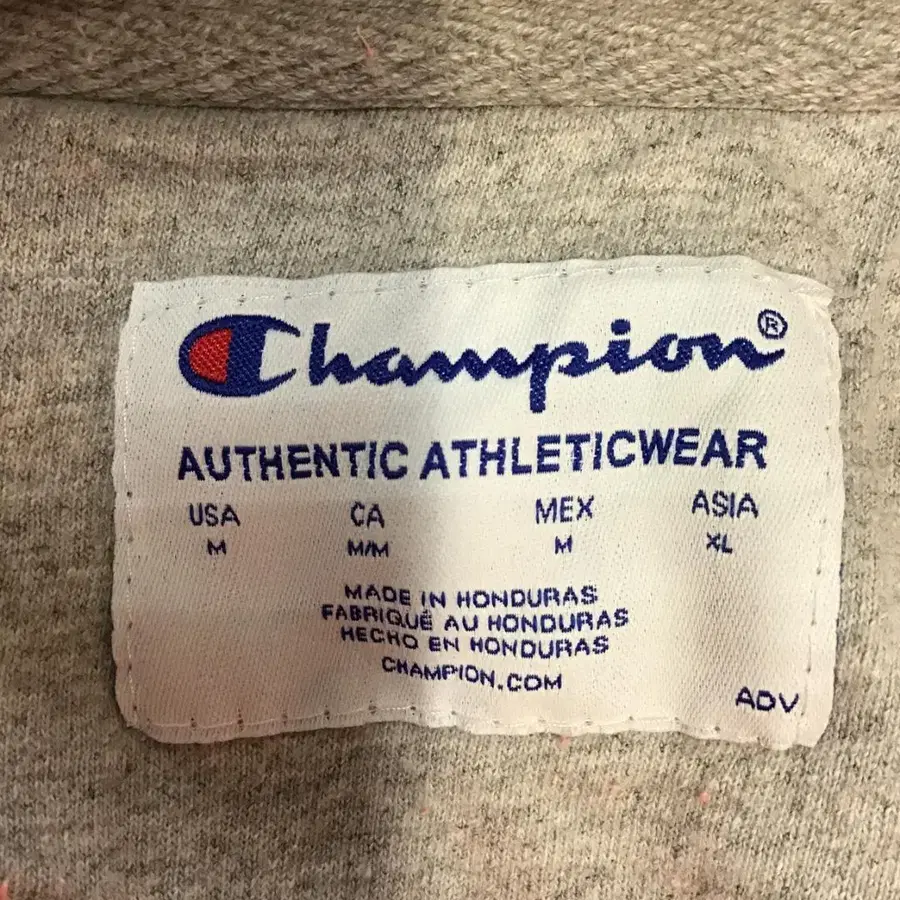 Champion®
AUTHENTIC ATHLETICWEAR
USA CA MEX ASIA
M M/M M XL
MADE IN HONDURAS
FABRIQUÉ AU HONDURAS
HECHO EN HONDURAS
CHAMPION.COM
ADV